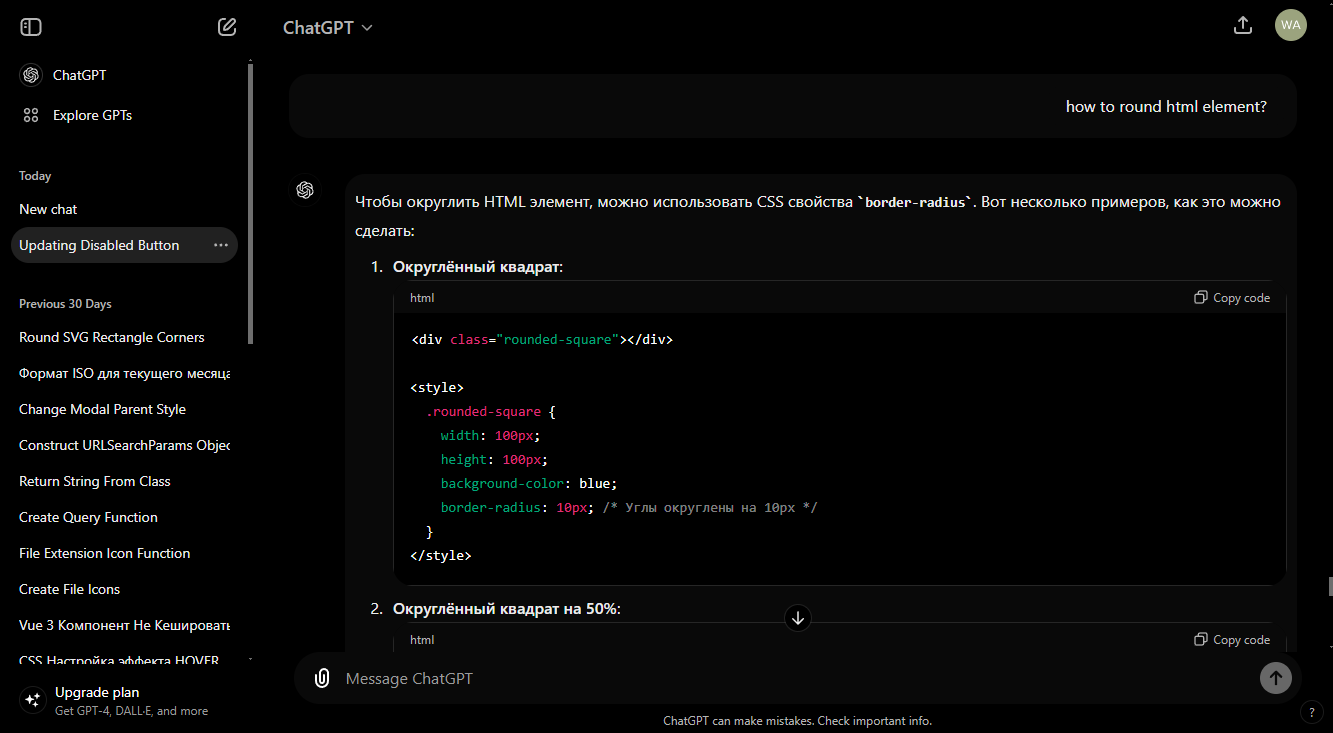 ChatGPT
WA
ChatGPT
Explore GPTs
Today
New chat
Updating Disabled Button
Previous 30 Days
Round SVG Rectangle Corners
Формат ISO для текущего месяца
Change Modal Parent Style
Construct URLSearchParams Objec
Return String From Class
Create Query Function
File Extension Icon Function
Create File Icons
Vue 3 Компонент Не Кешировать
CSS Настройка эффекта HOVER
Upgrade plan
Get GPT-4, DALL·E, and more
how to round html element?
Чтобы округлить HTML элемент, можно использовать CSS свойства `border-radius`. Вот несколько примеров, как это можно
сделать:
1. Округлённый квадрат:
html
Copy code
<div class="rounded-square"></div>
<style>
.rounded-square {
width: 100px;
height: 100px;
background-color: blue;
border-radius: 10px; /* Углы округлены на 10px */
}
</style>
2. Округлённый квадрат на 50%:
html
Copy code
Message ChatGPT
ChatGPT can make mistakes. Check important info.
?